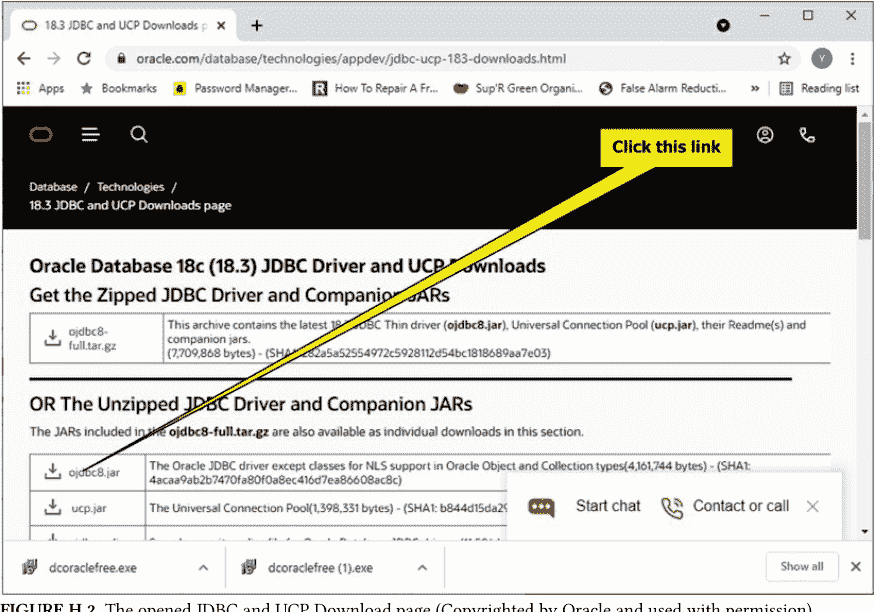 18.3 JDBC and UCP Downloads p
oracle.com/database/technologies/appdev/jdbc-ucp-183-downloads.html
Y
Apps Bookmarks Password Manager... R How To Repair A Fr... Sup'R Green Organi... False Alarm Reducti... » Reading list
Click this link
Database / Technologies /
18.3 JDBC and UCP Downloads page
Oracle Database 18c (18.3) JDBC Driver and UCP Downloads
Get the Zipped JDBC Driver and Companion JARs
ojdbc8-
full.tar.gz
This archive contains the latest 18.3 JDBC Thin driver (ojdbc8.jar), Universal Connection Pool (ucp.jar), their Readme(s) and
companion jars.
(7,709,868 bytes) - (SHA1: 282a5a52554972c5928112d54bc1818689aa7e03)
OR The Unzipped JDBC Driver and Companion JARs
The JARs included in the ojdbc8-full.tar.gz are also available as individual downloads in this section.
ojdbc8.jar
The Oracle JDBC driver except classes for NLS support in Oracle Object and Collection types(4,161,744 bytes) - (SHA1:
4acaa9ab2b7470fa80f0a8ec416d7ea86608ac8c)
ucp.jar
The Universal Connection Pool(1,398,331 bytes) - (SHA1: b844d15da29
Start chat Contact or call
dcoraclefree.exe dcoraclefree (1).exe Show all
FIGURE H.2 The opened JDBC and UCP Download page (Copyrighted by Oracle and used with permission)